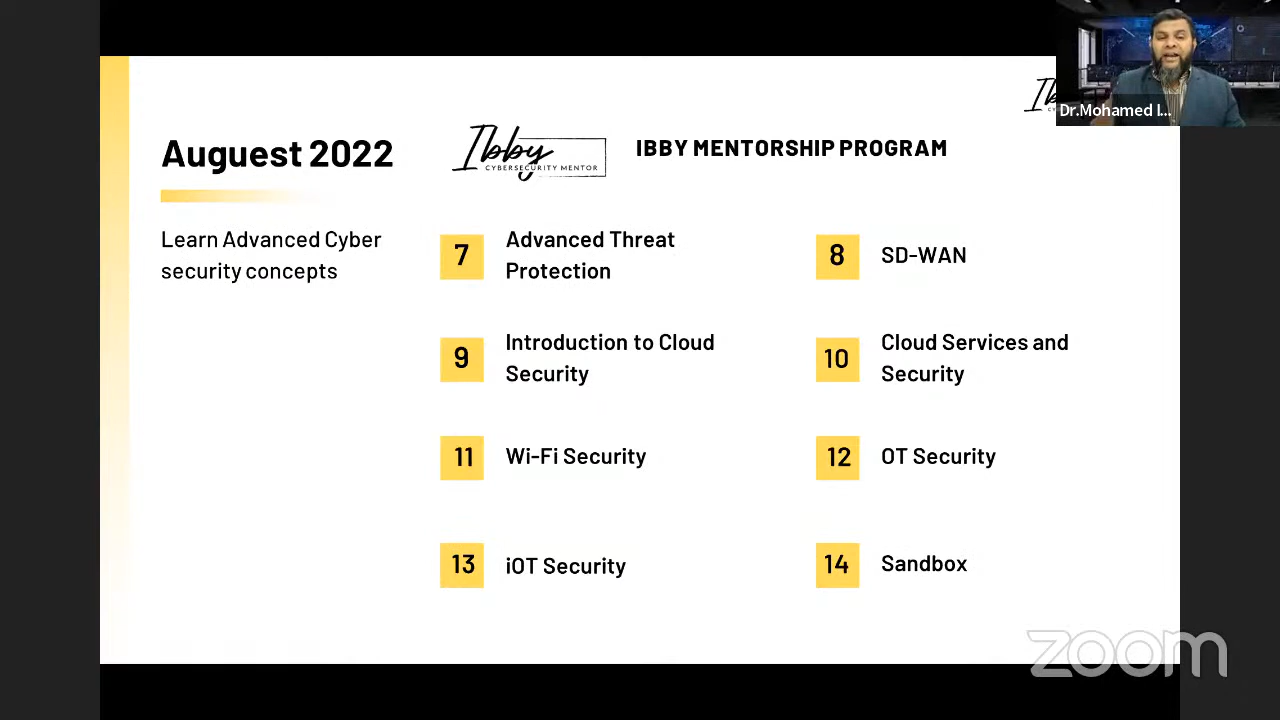 Dr.Mohamed I...
Auguest 2022
Ibby
CYBERSECURITY MENTOR
IBBY MENTORSHIP PROGRAM
Learn Advanced Cyber
security concepts
7
Advanced Threat
Protection
8
SD-WAN
9
Introduction to Cloud
Security
10
Cloud Services and
Security
11
Wi-Fi Security
12
OT Security
13
iOT Security
14
Sandbox
zoom